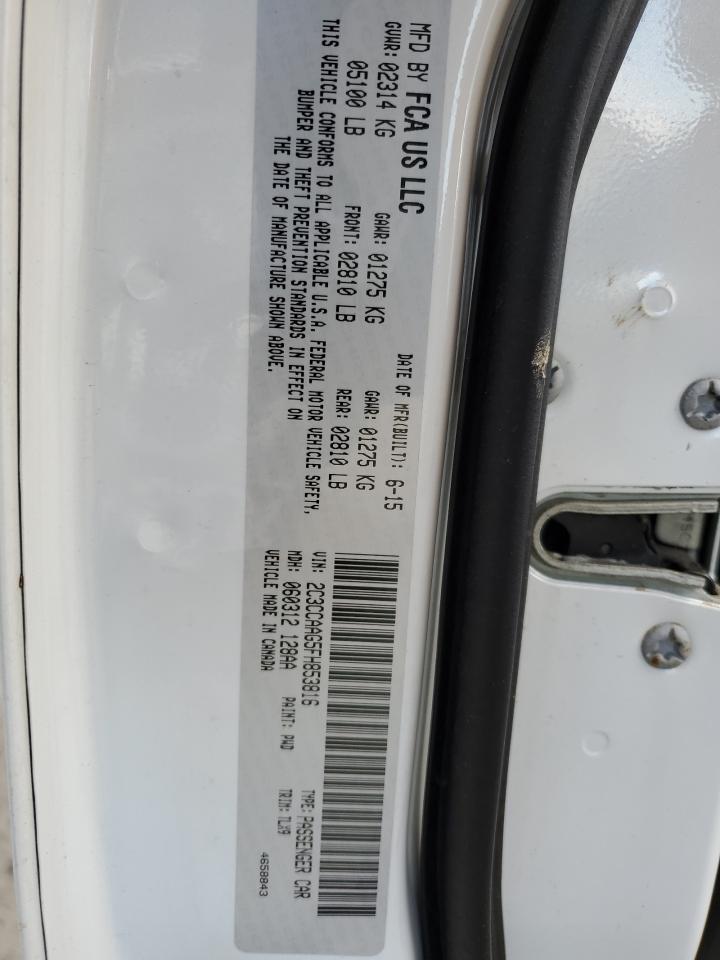 MFD BY FCA US LLC
DATE OF MFR(BUILT): 6-15
GVWR: 02314 KG GAWR: 01275 KG GAWR: 01275 KG
05100 LB FRONT: 02810 LB REAR: 02810 LB
THIS VEHICLE CONFORMS TO ALL APPLICABLE U.S.A. FEDERAL MOTOR VEHICLE SAFETY,
BUMPER AND THEFT PREVENTION STANDARDS IN EFFECT ON
THE DATE OF MANUFACTURE SHOWN ABOVE.
VIN: 2C3CCAAG5FH853816 TYPE: PASSENGER CAR
MDH: 060312 128AA PAINT: PWD TRIM: TLX9
VEHICLE MADE IN CANADA 4658843